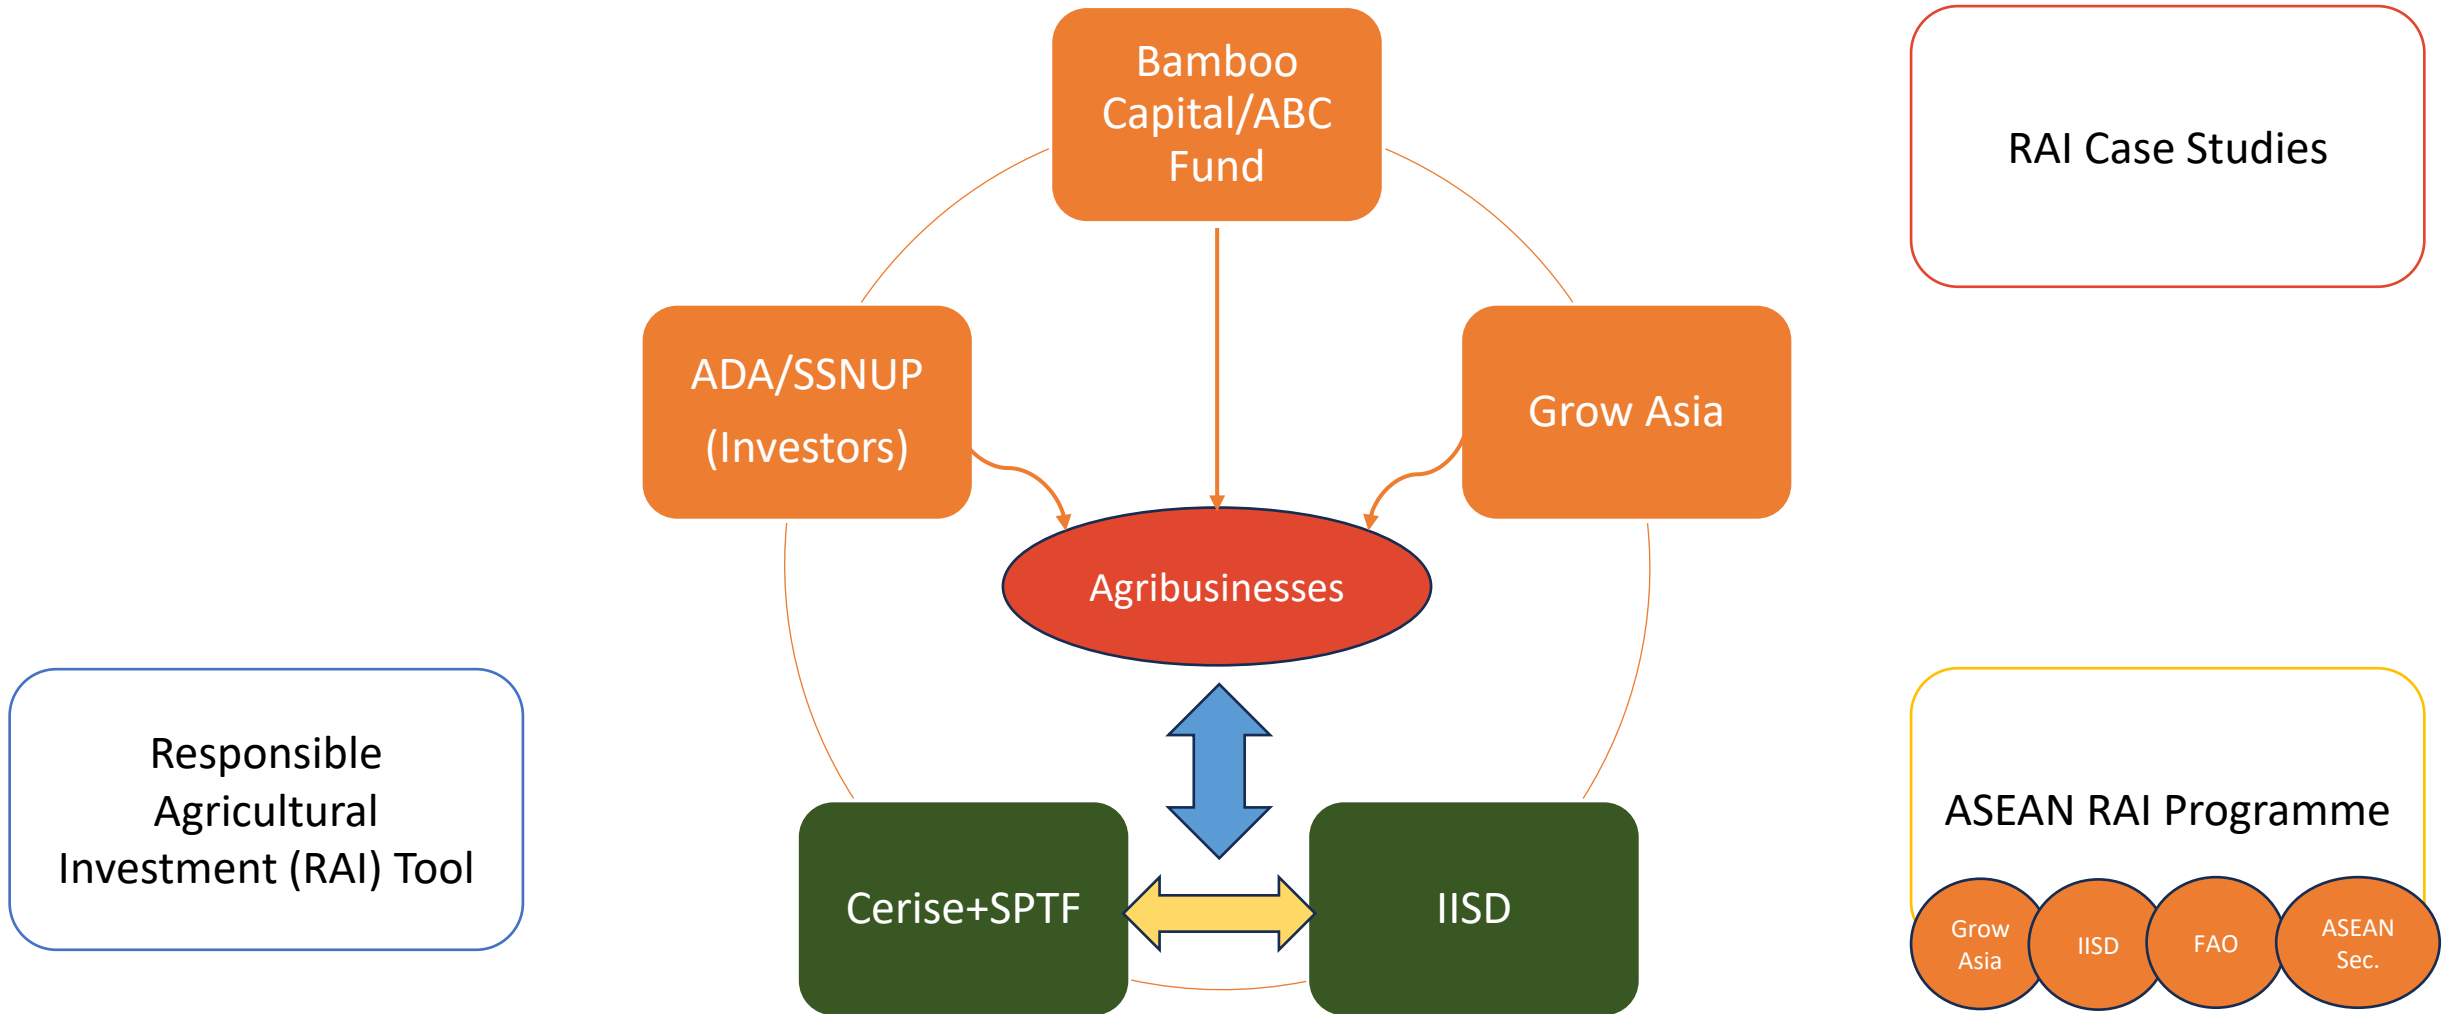 Bamboo
Capital/ABC
Fund
RAI Case Studies
ADA/SSNUP
(Investors)
Grow Asia
Agribusinesses
Responsible
Agricultural
Investment (RAI) Tool
Cerise+SPTF
IISD
ASEAN RAI Programme
Grow
Asia
IISD
FAO
ASEAN
Sec.